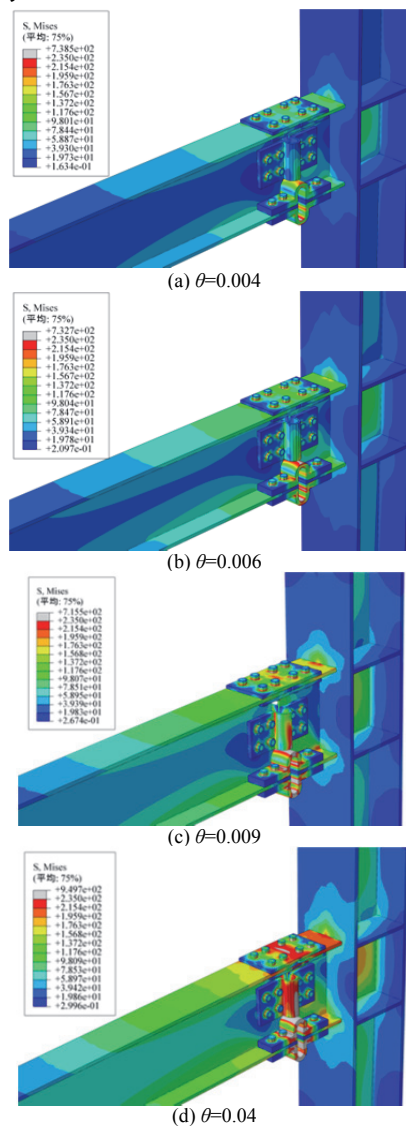 S, Mises
(平均: 75%)
+7.385e+02
+2.350e+02
+2.154e+02
+1.959e+02
+1.763e+02
+1.567e+02
+1.372e+02
+1.176e+02
+9.801e+01
+7.844e+01
+5.887e+01
+3.930e+01
+1.973e+01
+1.634e-01
(a) θ=0.004
S, Mises
(平均: 75%)
+7.327e+02
+2.350e+02
+2.154e+02
+1.959e+02
+1.763e+02
+1.567e+02
+1.372e+02
+1.176e+02
+9.804e+01
+7.847e+01
+5.891e+01
+3.934e+01
+1.978e+01
+2.097e-01
(b) θ=0.006
S, Mises
(平均: 75%)
+7.155e+02
+2.350e+02
+2.154e+02
+1.959e+02
+1.763e+02
+1.568e+02
+1.372e+02
+1.176e+02
+9.807e+01
+7.851e+01
+5.895e+01
+3.939e+01
+1.983e+01
+2.674e-01
(c) θ=0.009
S, Mises
(平均: 75%)
+9.497e+02
+2.350e+02
+2.154e+02
+1.959e+02
+1.763e+02
+1.568e+02
+1.372e+02
+1.176e+02
+9.809e+01
+7.853e+01
+5.897e+01
+3.942e+01
+1.986e+01
+2.996e-01
(d) θ=0.04